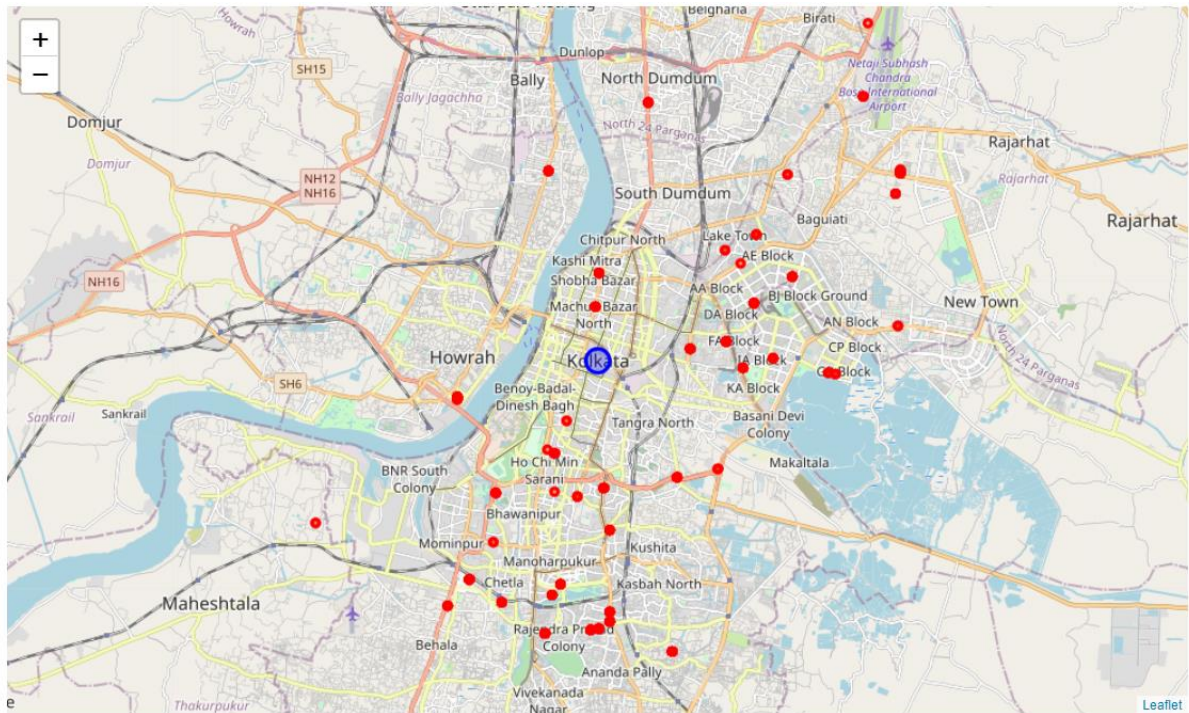 Howrah
Belgharia
Birati
+
−
SH15
Dunlop
Bally
North Dumdum
Netaji Subhash
Chandra
Bose International
Airport
Bally Jagachha
Domjur
North 24 Parganas
Rajarhat
Domjur
NH12
NH16
South Dumdum
Rajarhat
Baguiati
Rajarhat
Chitpur North
Lake Town
AE Block
Kashi Mitra
Shobha Bazar
NH16
AA Block
BJ Block Ground
New Town
Machua Bazar
North
DA Block
AN Block
FA Block
CP Block
Howrah
Kolkata
IA Block
GP Block
North 24 Parganas
SH6
KA Block
Benoy-Badal-
Dinesh Bagh
Sankrail
Sankrail
Basani Devi
Colony
Tangra North
BNR South
Colony
Ho Chi Min
Sarani
Makaltala
Bhawanipur
Mominpur
Kushita
Manoharpukur
Chetla
Kasbah North
Maheshtala
Behala
Rajendra Prasad
Colony
Ananda Pally
Vivekanada
Nagar
Thakurpukur
e
Leaflet